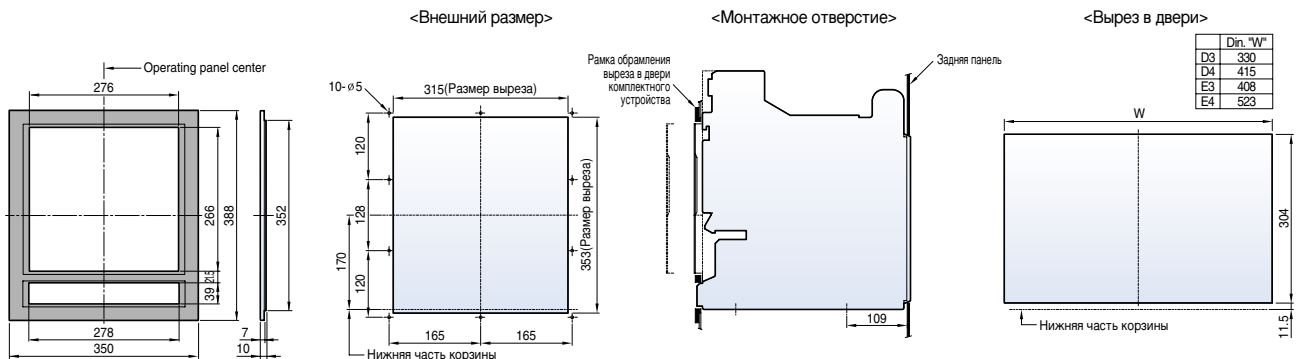 <Внешний размер>
<Монтажное отверстие>
<Вырез в двери>
Operating panel center
276
266
388
21.5
39
278
350
352
7
10
10-ø5
315(Размер выреза)
353(Размер выреза)
120
128
120
170
165
165
Нижняя часть корзины
Рамка обрамления
выреза в двери
комплектного
устройства
Задняя панель
109
Din. "W"
D3 330
D4 415
E3 408
E4 523
W
304
11.5
Нижняя часть корзины